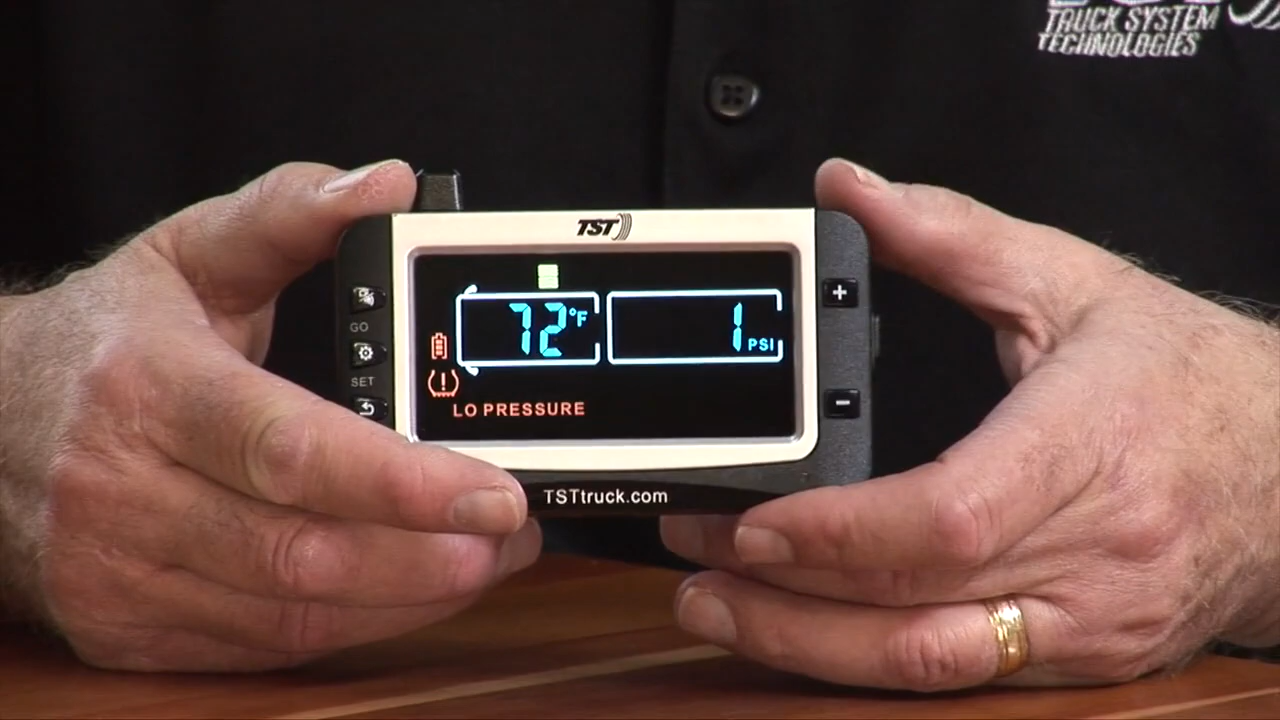 TRUCK SYSTEM
TECHNOLOGIES
TST
72°F
1 PSI
LO PRESSURE
GO
SET
+
-
TSTtruck.com